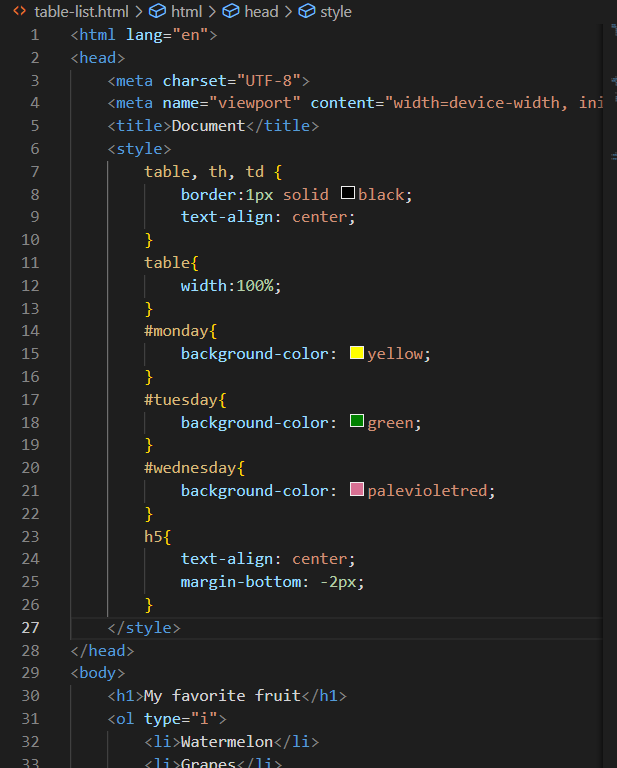 table-list.html > html > head > style
1 <html lang="en">
2 <head>
3 <meta charset="UTF-8">
4 <meta name="viewport" content="width=device-width, ini
5 <title>Document</title>
6 <style>
7 table, th, td {
8 border:1px solid black;
9 text-align: center;
10 }
11 table{
12 width:100%;
13 }
14 #monday{
15 background-color: yellow;
16 }
17 #tuesday{
18 background-color: green;
19 }
20 #wednesday{
21 background-color: palevioletred;
22 }
23 h5{
24 text-align: center;
25 margin-bottom: -2px;
26 }
27 </style>
28 </head>
29 <body>
30 <h1>My favorite fruit</h1>
31 <ol type="i">
32 <li>Watermelon</li>
33 <li>Grapes</li>